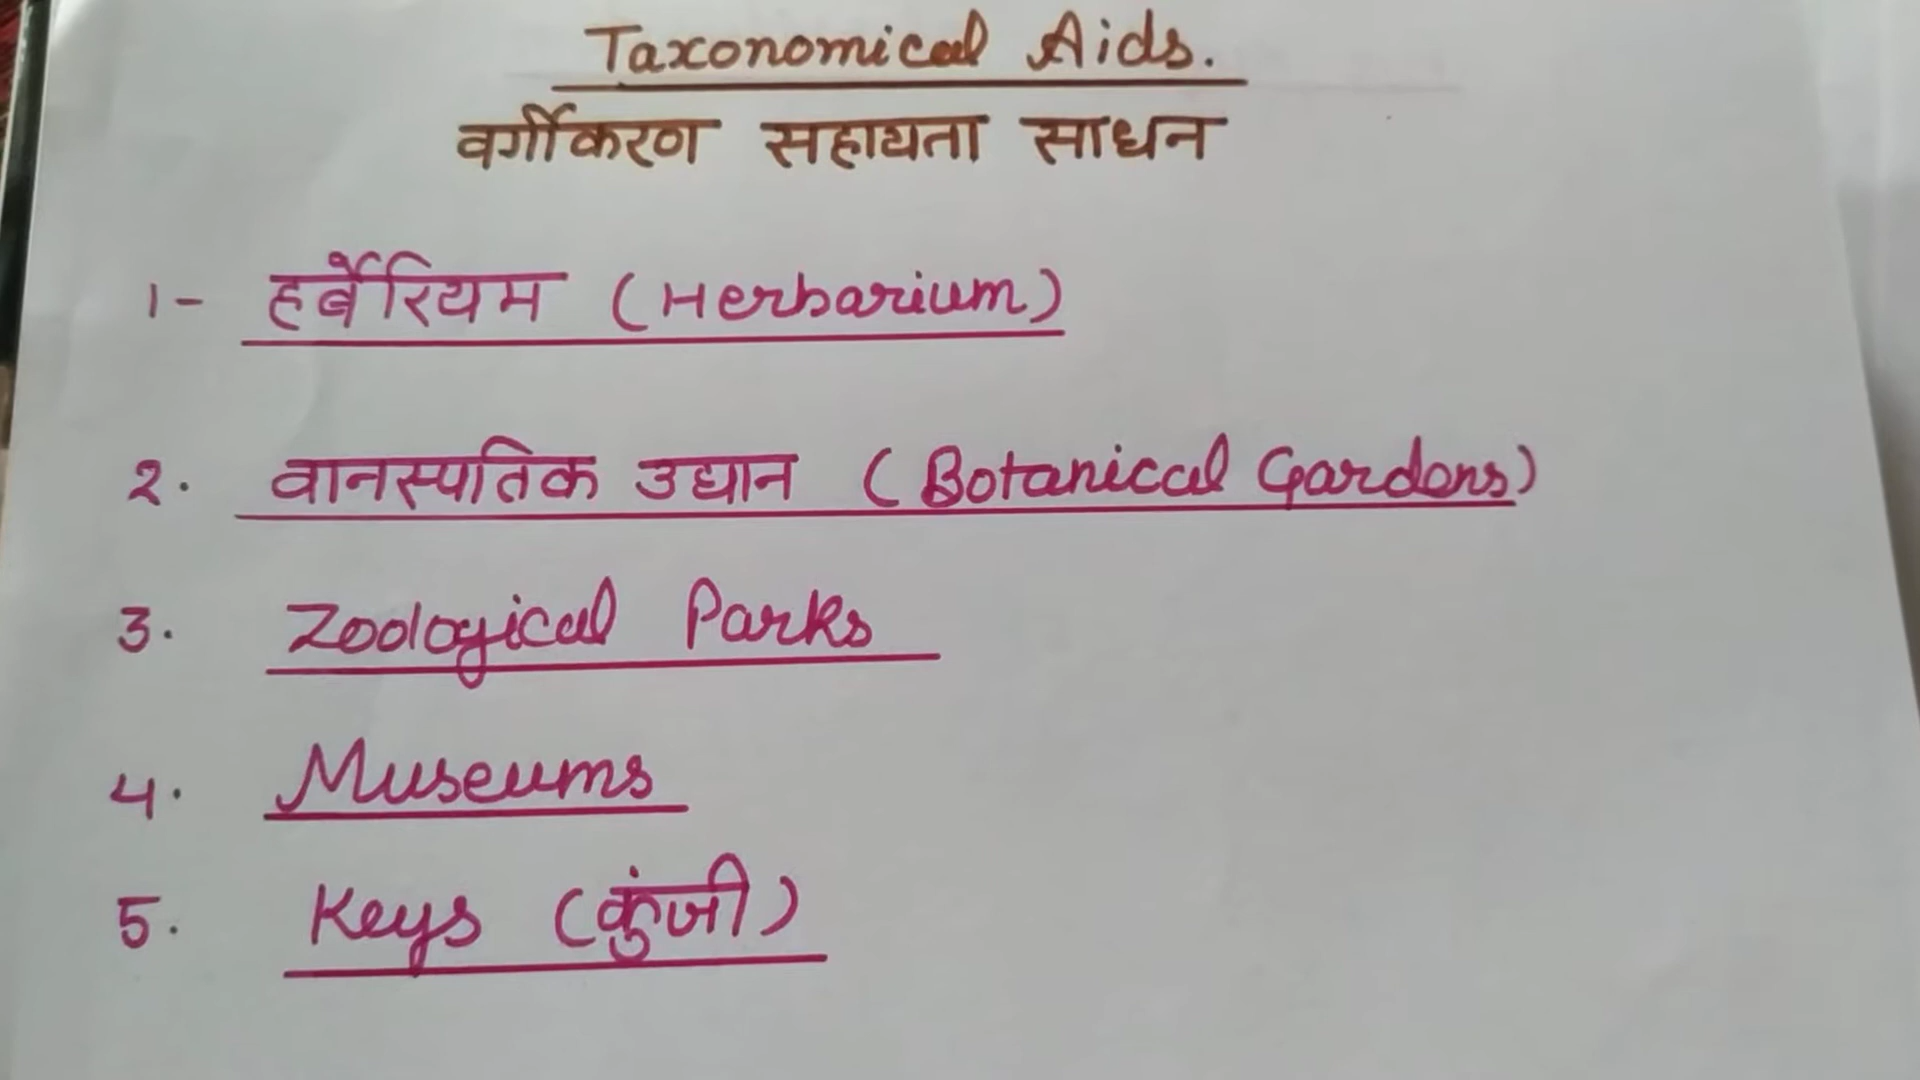 Taxonomical Aids.
वर्गीकरण सहायता साधन
1- हर्बेरियम (Herbarium)
2. वानस्पतिक उद्यान (Botanical Gardens)
3. Zoological Parks
4. Museums
5. Keys (कुंजी)